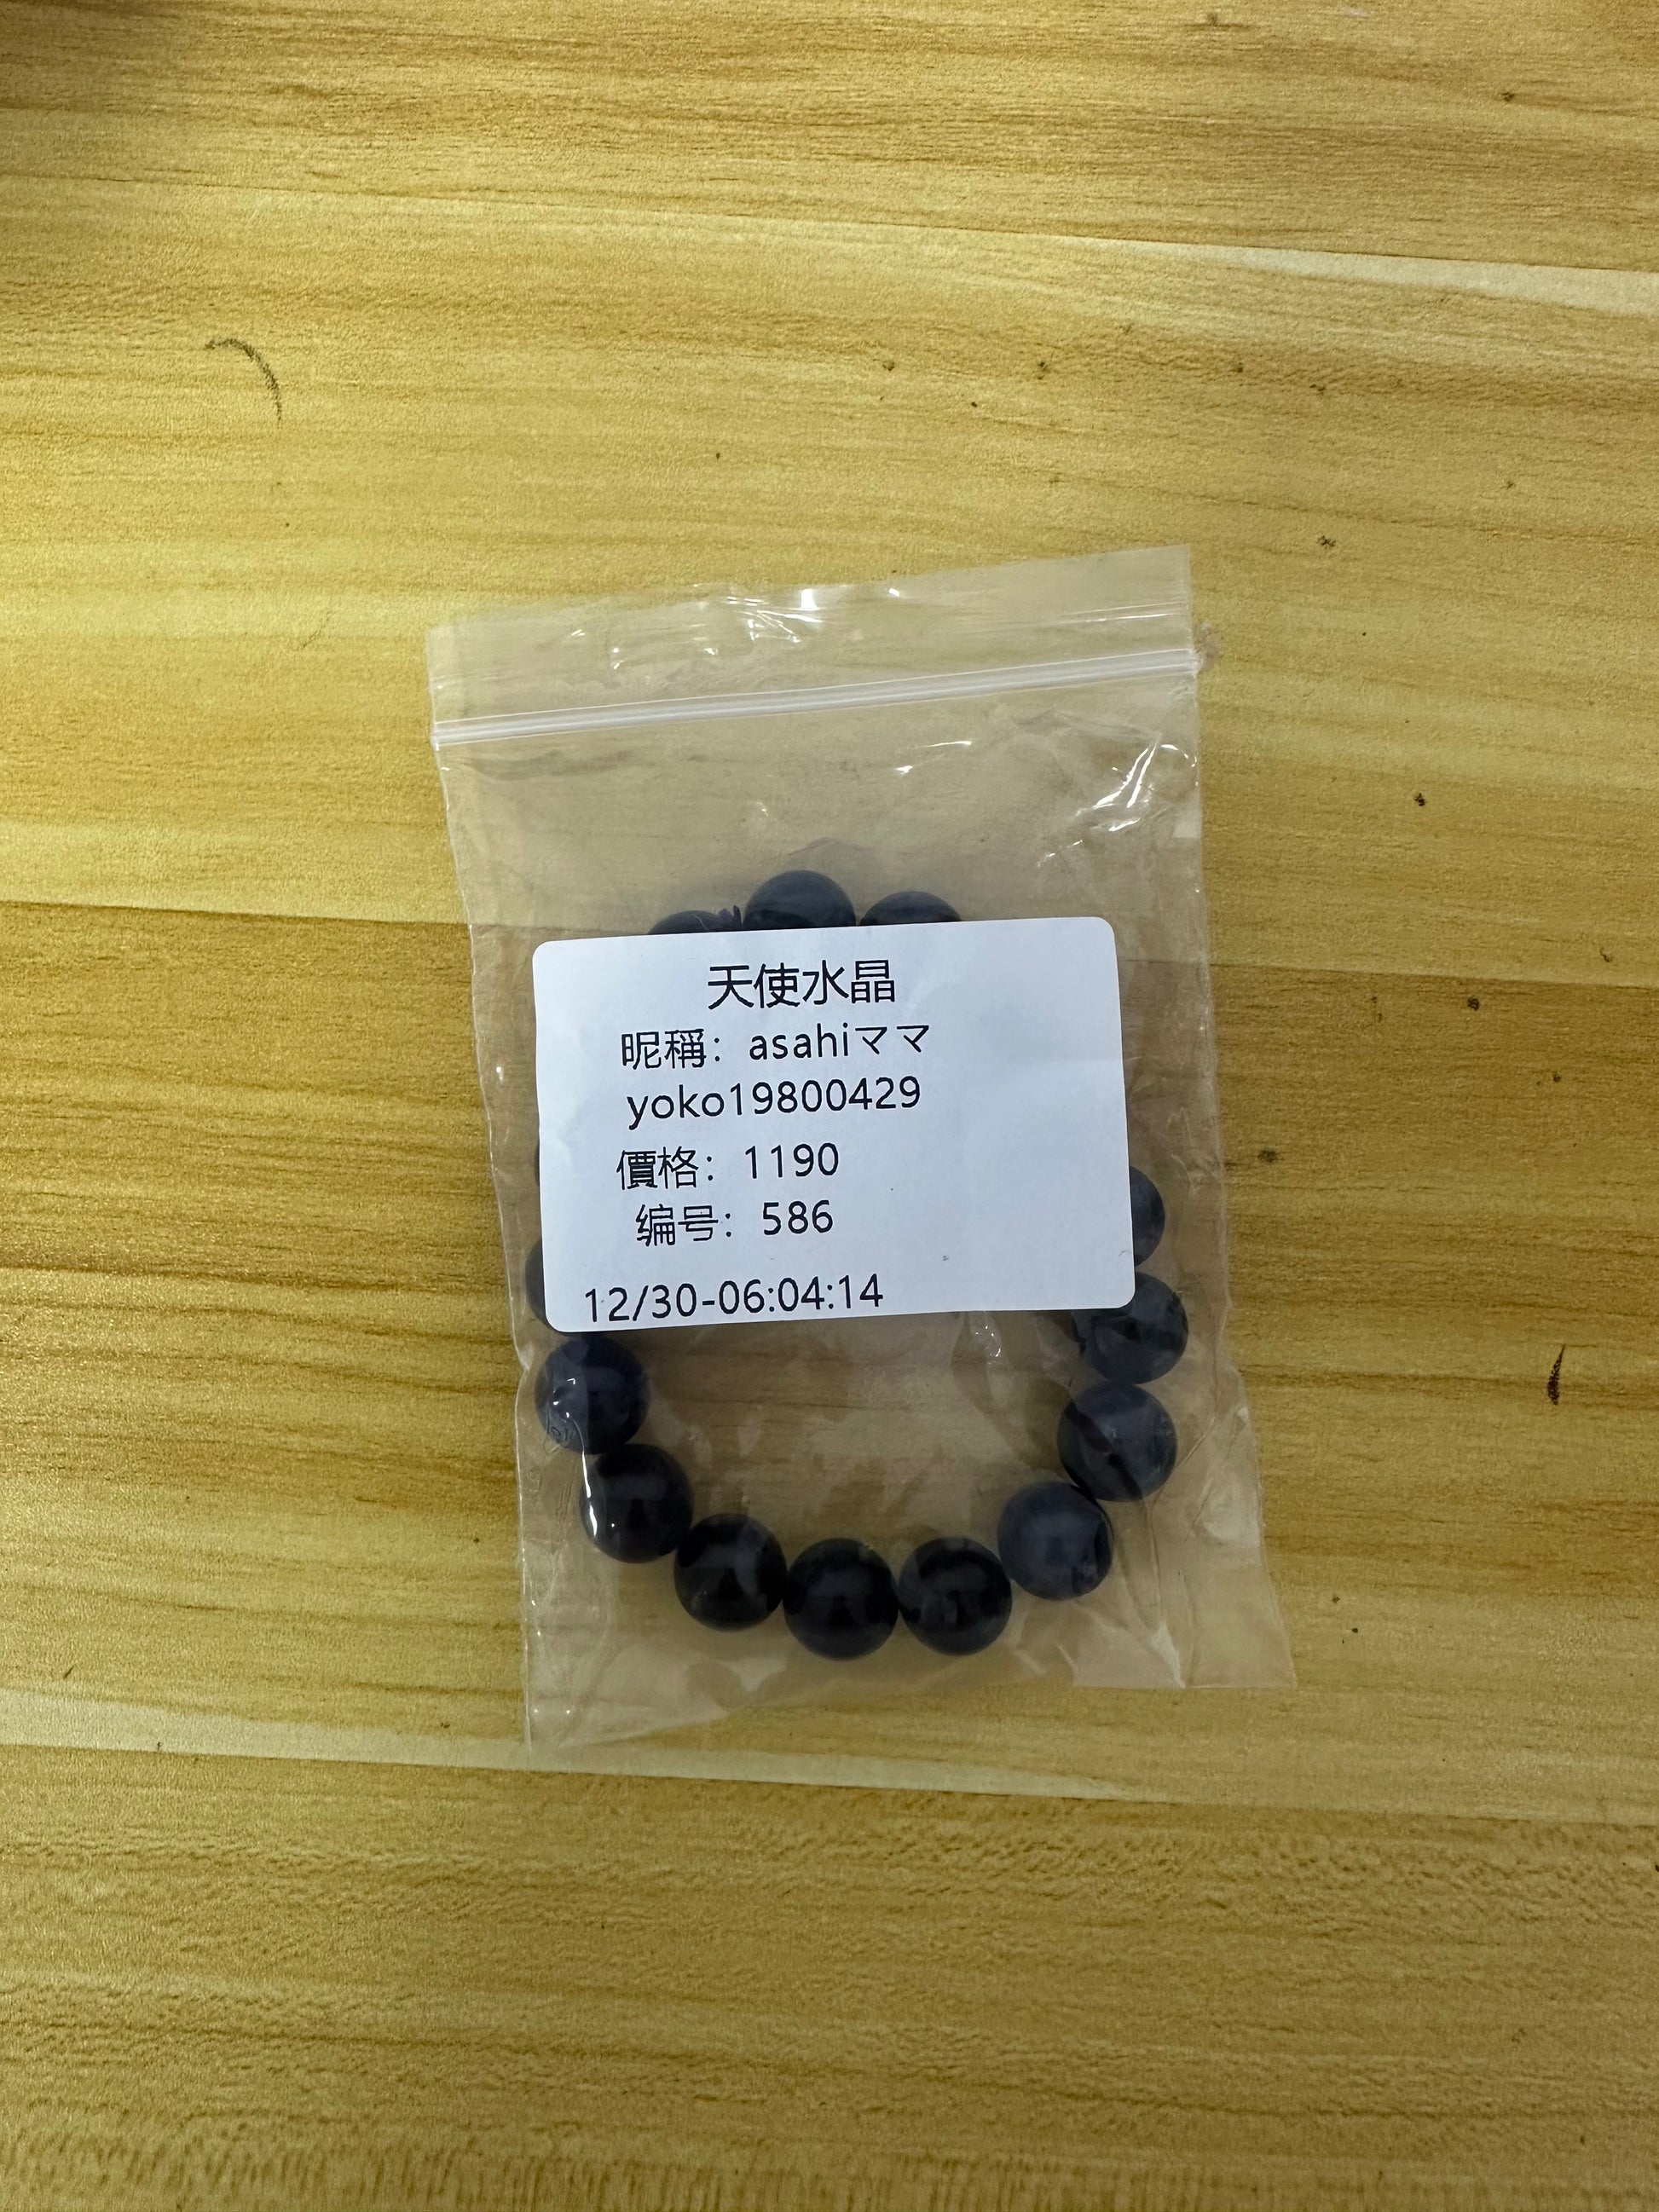 天使水晶
昵稱：asahiママ
yoko19800429
價格：1190
编号：586
12/30-06:04:14